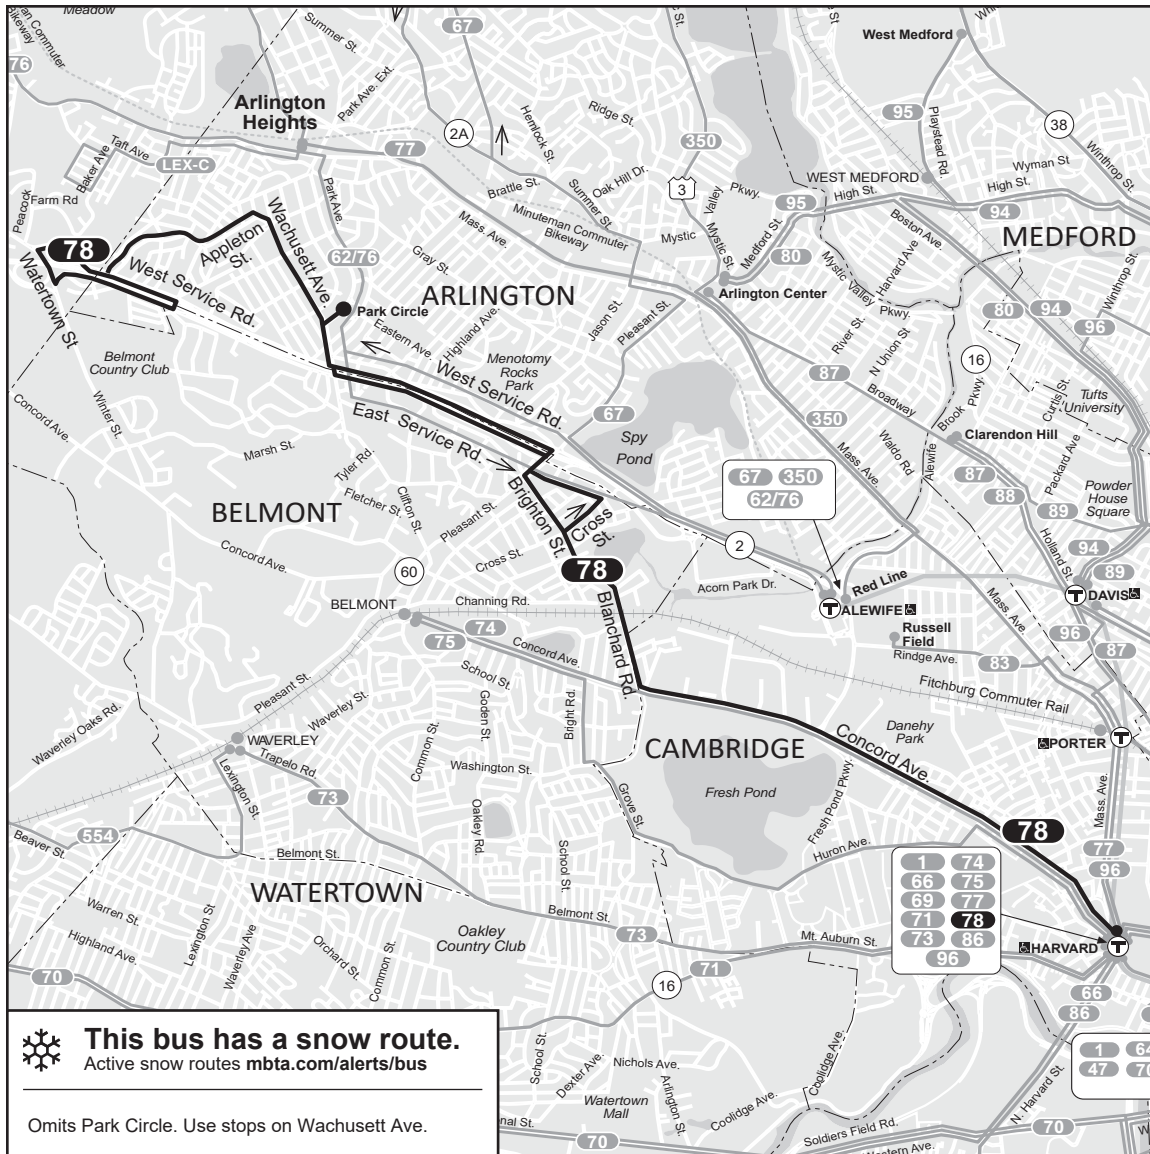 Meadow
an Commuter
Bikeway
76
Summer St.
67
Park Ave. Ext.
Arlington
Heights
2A
77
Hemlock St.
Ridge St.
350
3
Oak Hill Dr.
Brattle St.
Summer St.
Minuteman Commuter
Bikeway
Mass. Ave.
West Medford
95
Playstead Rd.
38
Winthrop St.
Wyman St
WEST MEDFORD
High St.
High St.
95
94
Boston Ave.
MEDFORD
Winthrop St.
Valley
Pkwy.
Mystic
Mystic St.
Medford St.
80
Mystic Valley
Pkwy.
Harvard Ave
80
94
96
Baker Ave
Taft Ave
LEX-C
Peacock
Farm Rd
78
Watertown St
West Service Rd.
Appleton
St.
Wachusett Ave.
Park Ave.
62/76
Gray St.
ARLINGTON
Park Circle
Eastern Ave.
Highland Ave.
Menotomy
Rocks
Park
Jason St.
Pleasant St.
Arlington Center
River St.
N Union St
16
87
Broadway
350
Mass. Ave.
Waldo Rd
Alewife
Brook
Pkwy.
Clarendon Hill
Curtis St.
Tufts
University
Packard Ave
87
88
89
Powder
House
Square
Holland St.
94
89
Belmont
Country Club
Concord Ave.
Winter St.
West Service Rd.
East Service Rd.
67
Spy
Pond
67 350
62/76
Marsh St.
Tyler Rd.
Fletcher St.
Clifton St.
Pleasant St.
BELMONT
Brighton St.
Cross
St.
Cross St.
Concord Ave.
60
78
2
Acorn Park Dr.
Red Line
T
ALEWIFE
Russell
Field
Rindge Ave.
83
Mass. Ave.
T
DAVIS
96
87
Fitchburg Commuter Rail
BELMONT
Channing Rd.
74
75
Concord Ave.
Blanchard Rd.
School St.
Goden St.
Bright Rd.
Pleasant St.
Waverley St.
Common St.
Waverley Oaks Rd.
WAVERLEY
Lexington St.
Trapelo Rd.
73
Washington St.
Oakley Rd.
School St.
CAMBRIDGE
Concord Ave.
Danehy
Park
PORTER
T
Fresh Pond
Fresh Pond Pkwy.
Grove St.
Huron Ave.
Mass. Ave.
78
77
96
554
Beaver St.
Belmont St.
WATERTOWN
Warren St.
Highland Ave.
Lexington St
Waverley Ave
Orchard St.
Common St.
Oakley
Country Club
Belmont St.
73
Mt. Auburn St.
71
16
1 74
66 75
69 77
71 78
73 86
96
HARVARD
T
66
86
1 64
47 70
70
This bus has a snow route.
Active snow routes mbta.com/alerts/bus
Omits Park Circle. Use stops on Wachusett Ave.
School St.
Dexter Ave.
Nichols Ave.
Arlington St.
Watertown
Mall
Coolidge Ave.
Coolidge Ave.
onal St.
70
Soldiers Field Rd.
Western Ave.
N. Harvard St.
70